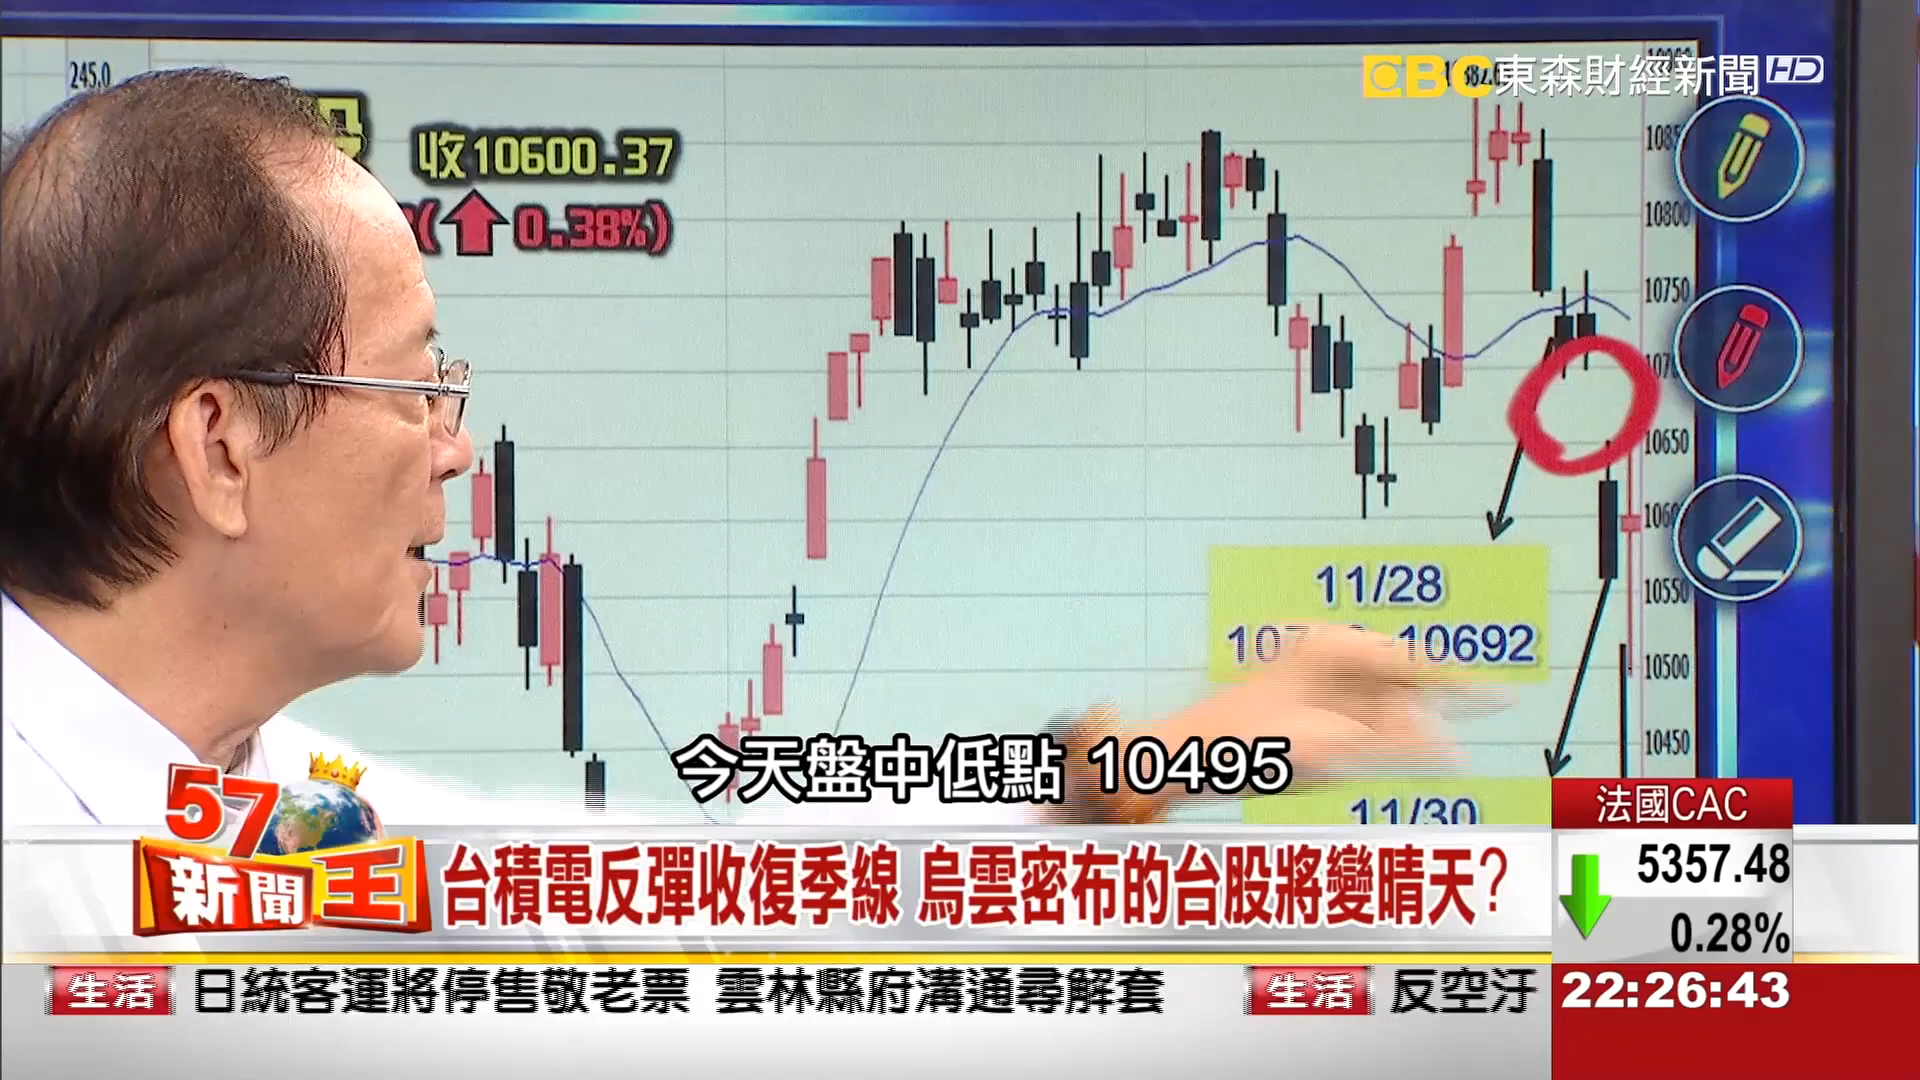 245.0
EBC東森財經新聞HD
收10600.37
(0.38%)
10800
10750
10650
10550
10500
10450
11/28
10692
11/30
今天盤中低點 10495
57
新聞王
台積電反彈收復季線 烏雲密布的台股將變晴天?
法國CAC
5357.48
0.28%
生活 日統客運將停售敬老票 雲林縣府溝通尋解套
生活 反空汙
22:26:43